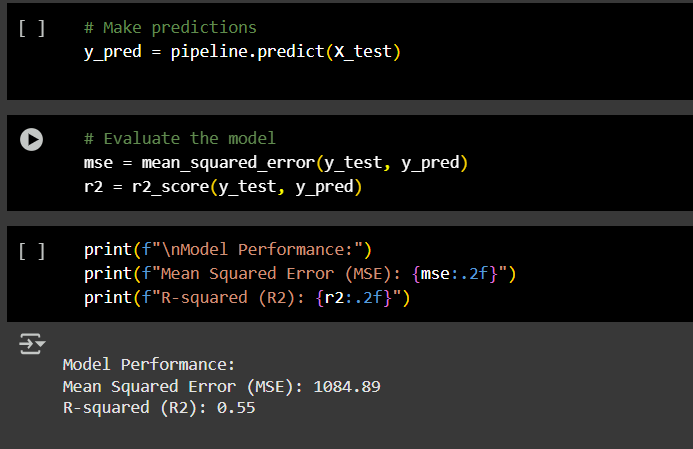 [ ]
# Make predictions
y_pred = pipeline.predict(X_test)
# Evaluate the model
mse = mean_squared_error(y_test, y_pred)
r2 = r2_score(y_test, y_pred)
[ ]
print(f"\nModel Performance:")
print(f"Mean Squared Error (MSE): {mse:.2f}")
print(f"R-squared (R2): {r2:.2f}")
Model Performance:
Mean Squared Error (MSE): 1084.89
R-squared (R2): 0.55